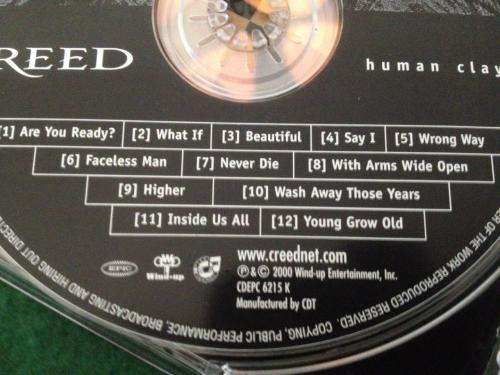 REED
human clay
1] Are You Ready? [2] What If [3] Beautiful [4] Say I [5] Wrong Way
[6] Faceless Man [7] Never Die [8] With Arms Wide Open
[9] Higher [10] Wash Away Those Years
[11] Inside Us All [12] Young Grow Old
www.creednet.com
EPIC Wind-up ℗&© 2000 Wind-up Entertainment, Inc.
CDEPC 6215 K
Manufactured by CDT
OF THE WORK REPRODUCED RESERVED. COPYING, PUBLIC PERFORMANCE, BROADCASTING AND HIRING OUT DIRECT